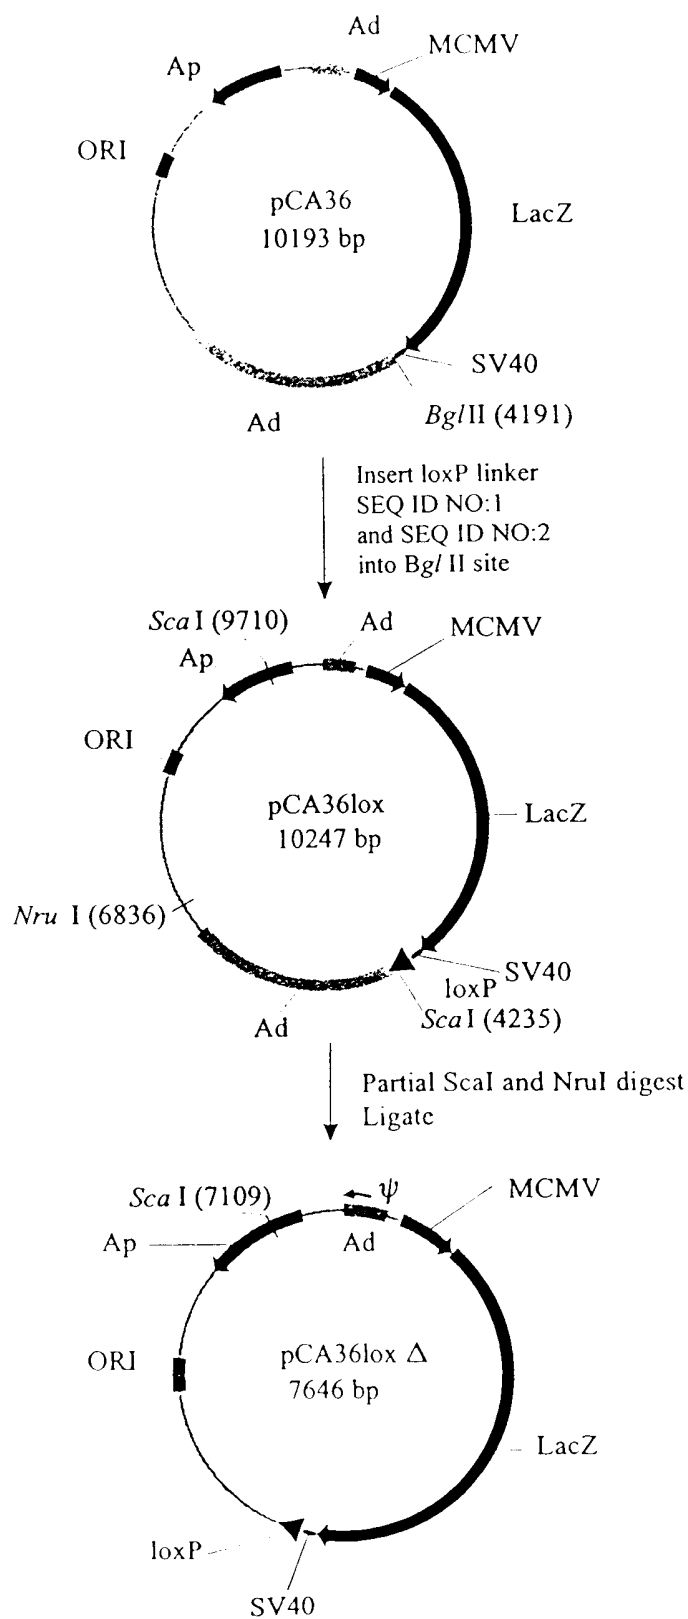 Ad
MCMV
Ap
ORI
pCA36
10193 bp
LacZ
SV40
BglII (4191)
Ad
Insert loxP linker
SEQ ID NO:1
and SEQ ID NO:2
into Bgl II site
ScaI (9710)
Ad
MCMV
Ap
ORI
pCA36lox
10247 bp
LacZ
Nru I (6836)
SV40
loxP
ScaI (4235)
Ad
Partial ScaI and NruI digest
Ligate
ψ
MCMV
Sca I (7109)
Ap
Ad
ORI
pCA36lox Δ
7646 bp
LacZ
loxP
SV40